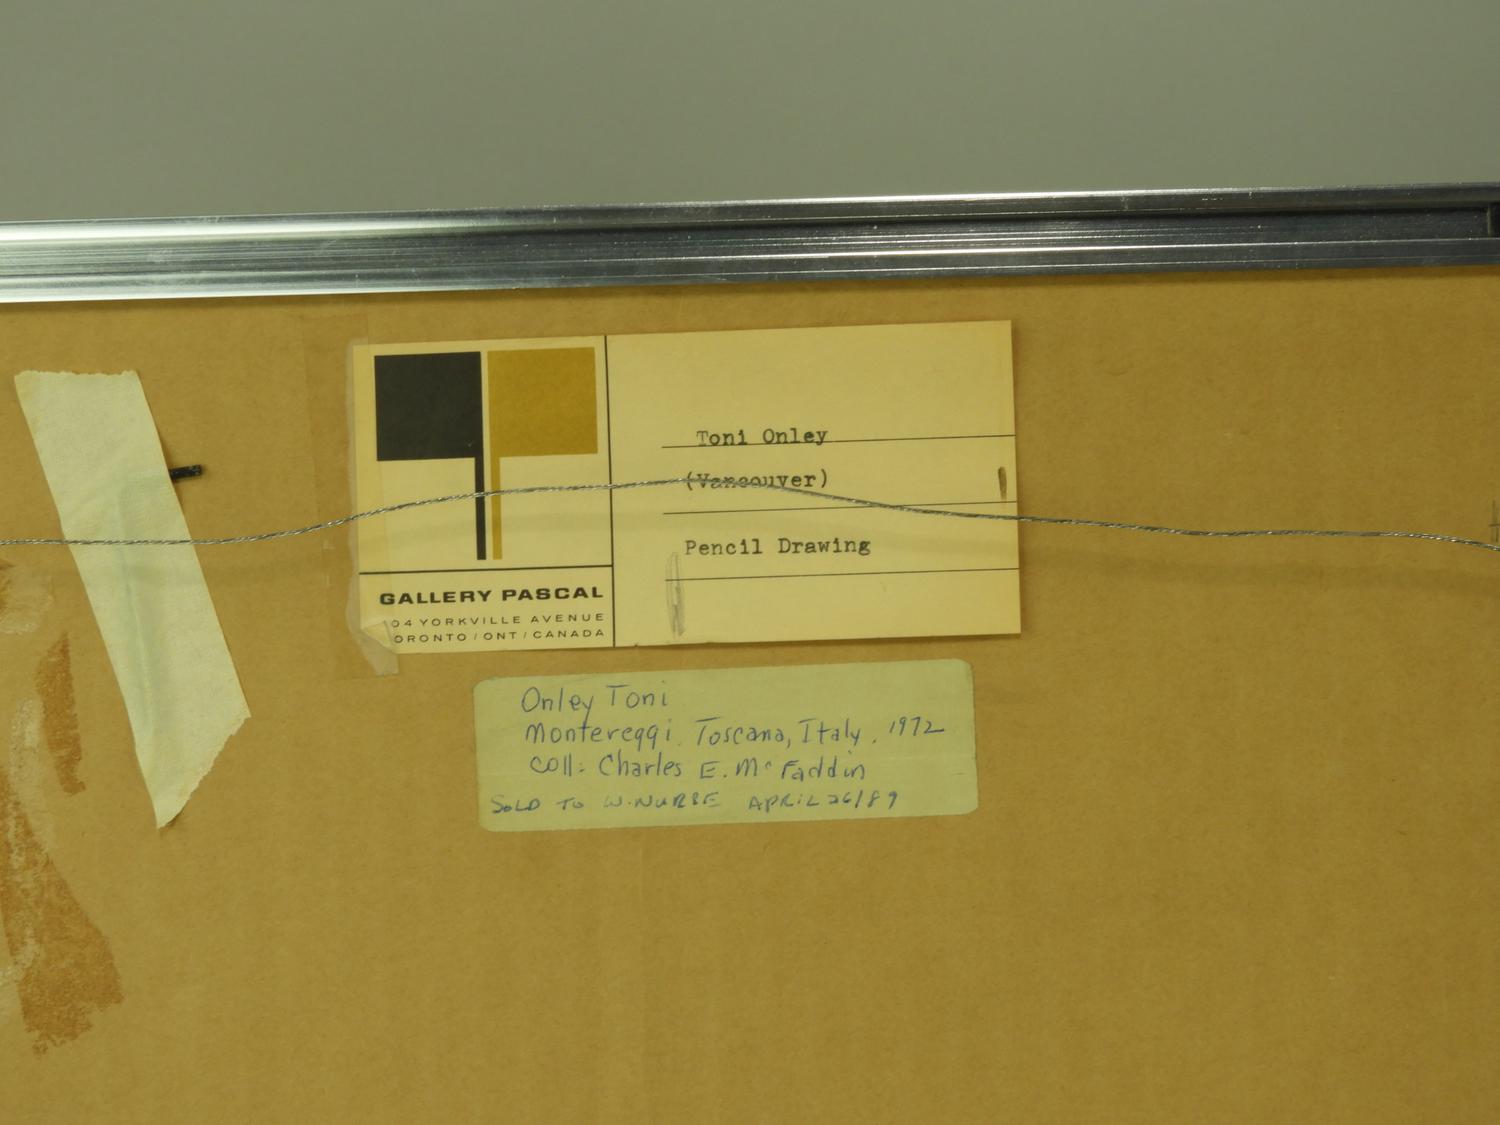 Toni Onley
(Vancouver)
Pencil Drawing
GALLERY PASCAL
04 YORKVILLE AVENUE
ORONTO / ONT / CANADA
Onley Toni
Montereggi. Toscana, Italy. 1972
Coll: Charles E. McFaddin
SOLD TO W. NURSE APRIL 26/89